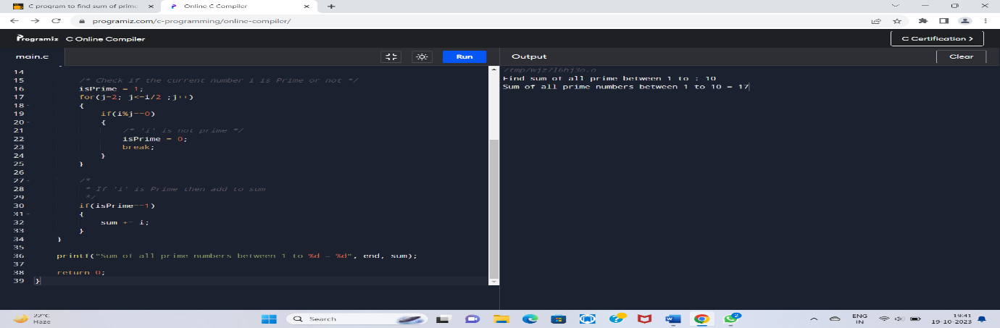 C program to find sum of prime
Online C Compiler
programiz.com/c-programming/online-compiler/
Programiz C Online Compiler
C Certification
main.c
Run
Output
Clear
14
15 /* Check if the current number i is Prime or not */
16 isPrime = 1;
17 for(j=2; j<=i/2 ;j++)
18 {
19 if(i%j==0)
20 {
21 /* 'i' is not prime */
22 isPrime = 0;
23 break;
24 }
25 }
26
27 /*
28 * If 'i' is Prime then add to sum
29 */
30 if(isPrime==1)
31 {
32 sum += i;
33 }
34 }
35
36 printf("Sum of all prime numbers between 1 to %d = %d", end, sum);
37
38 return 0;
39 }
Find sum of all prime between 1 to : 10
Sum of all prime numbers between 1 to 10 = 17
22°C
Haze
Search
2
ENG
IN
19:41
19-10-2023